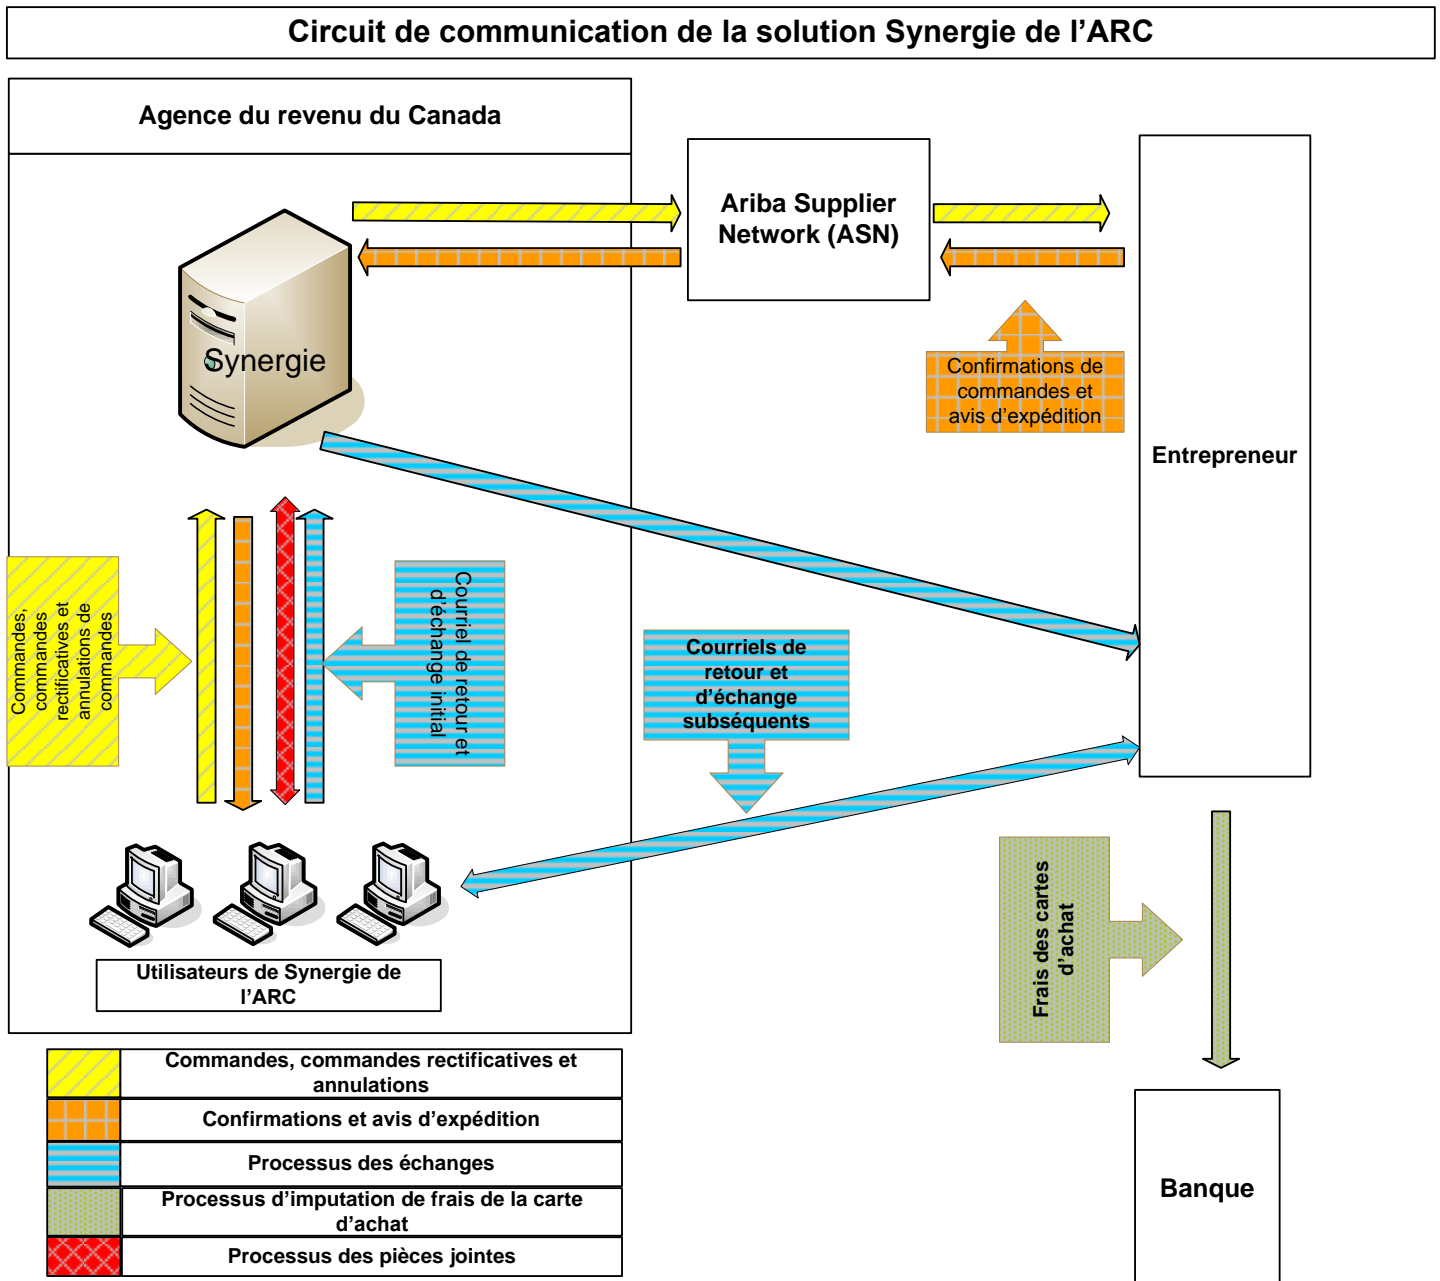 Circuit de communication de la solution Synergie de l’ARC
Agence du revenu du Canada
Ariba Supplier
Network (ASN)
Synergie
Confirmations de
commandes et
avis d’expédition
Entrepreneur
Commandes,
commandes
rectificatives et
annulations de
commandes
Courriel de retour et
d’échange initial
Courriels de
retour et
d’échange
subséquents
Frais des cartes
d’achat
Utilisateurs de Synergie de
l’ARC
Commandes, commandes rectificatives et
annulations
Confirmations et avis d’expédition
Processus des échanges
Processus d’imputation de frais de la carte
d’achat
Processus des pièces jointes
Banque